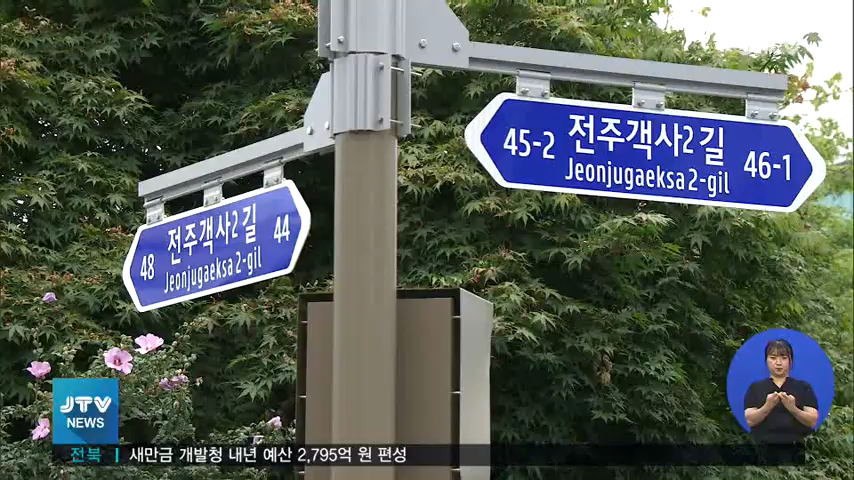 48 전주객사2길 44
Jeonjugaeksa 2-gil
45-2 전주객사2길 46-1
Jeonjugaeksa 2-gil
JTV
NEWS
전북 | 새만금 개발청 내년 예산 2,795억 원 편성